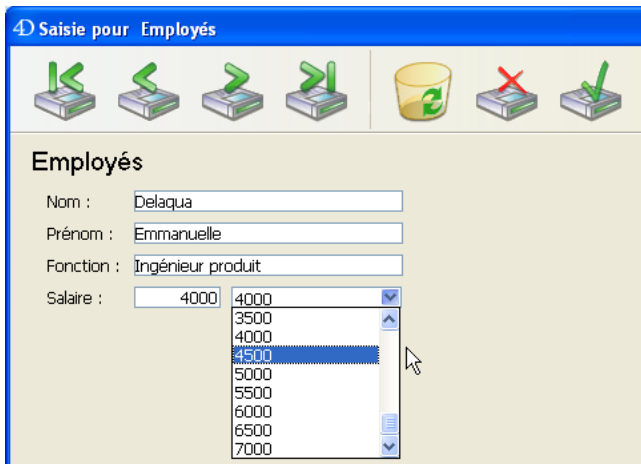 4D Saisie pour Employés
Employés
Nom : Delaqua
Prénom : Emmanuelle
Fonction : Ingénieur produit
Salaire : 4000 4000
3500
4000
4500
5000
5500
6000
6500
7000